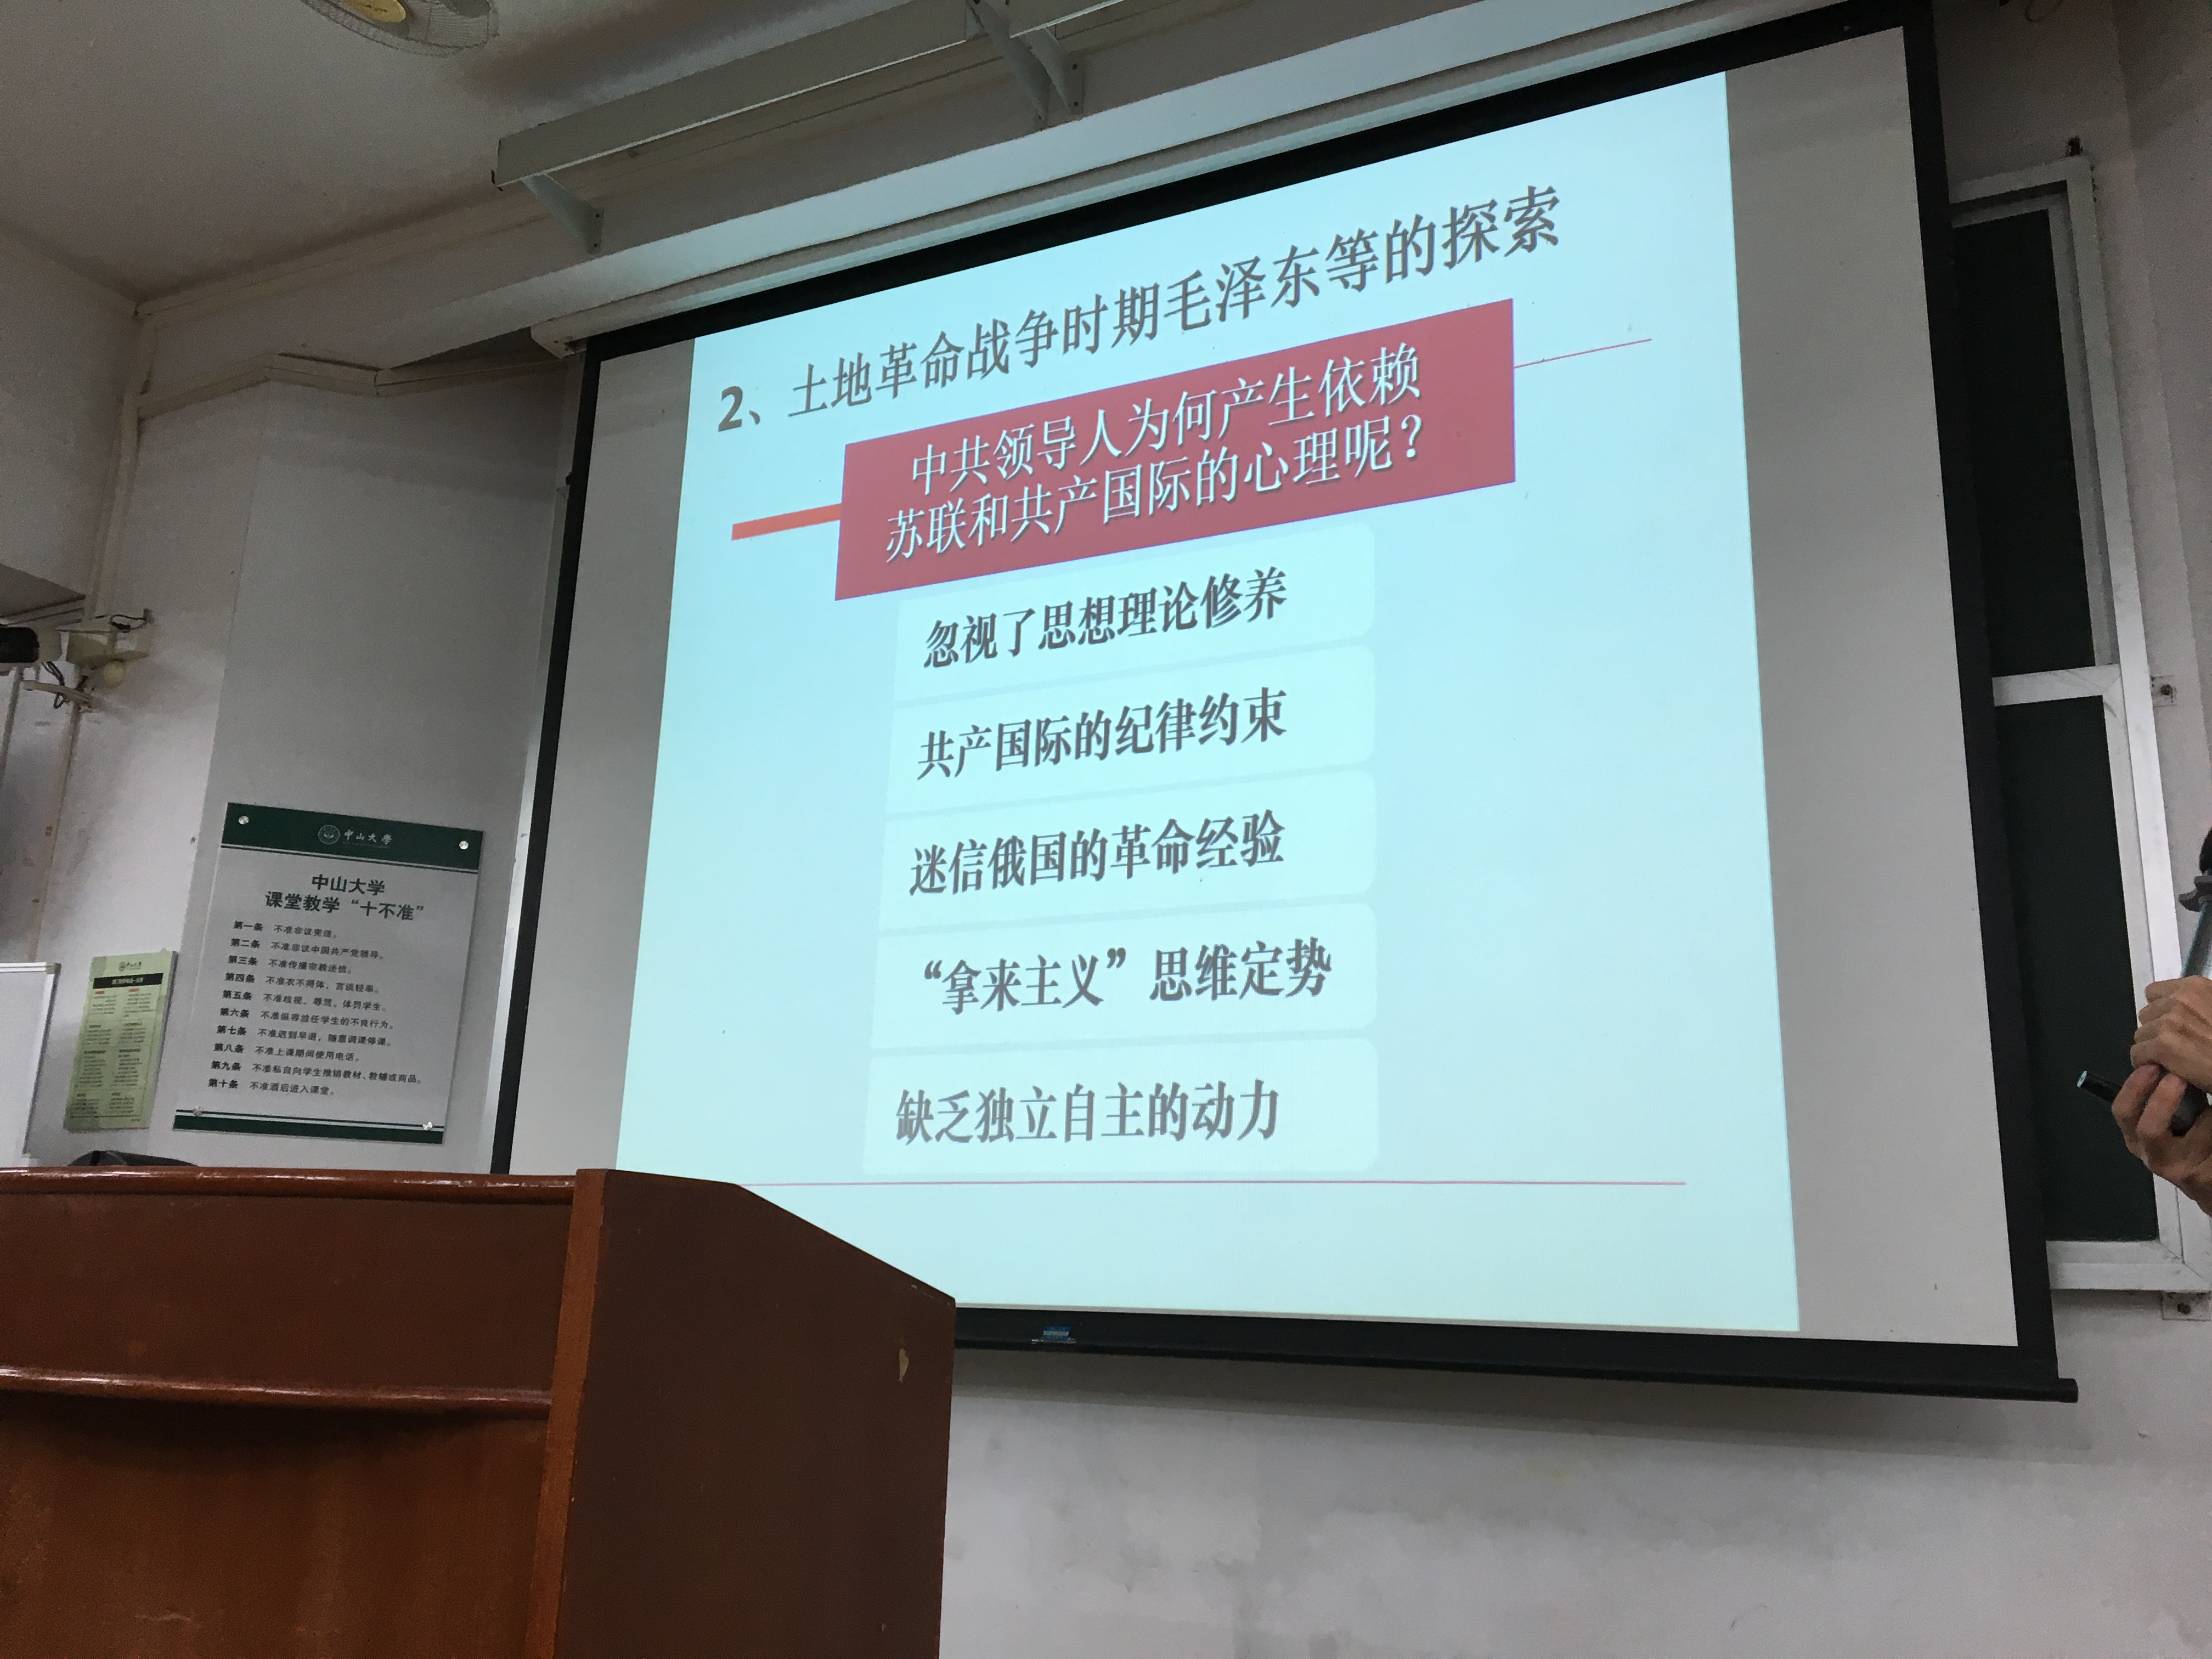 2、土地革命战争时期毛泽东等的探索
中共领导人为何产生依赖
苏联和共产国际的心理呢？
忽视了思想理论修养
共产国际的纪律约束
迷信俄国的革命经验
“拿来主义”思维定势
缺乏独立自主的动力
中山大學
中山大学
课堂教学“十不准”
第一条 不准非议宪法。
第二条 不准非议中国共产党领导。
第三条 不准传播宗教迷信。
第四条 不准衣不得体，言谈轻率。
第五条 不准歧视、辱骂、体罚学生。
第六条 不准纵容放任学生的不良行为。
第七条 不准迟到早退，随意调课停课。
第八条 不准上课期间使用电话。
第九条 不准私自向学生推销教材、教辅或商品。
第十条 不准酒后进入课堂。
中山大學